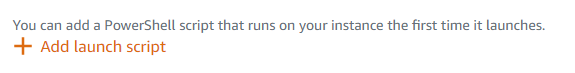 You can add a PowerShell script that runs on your instance the first time it launches.
+ Add launch script